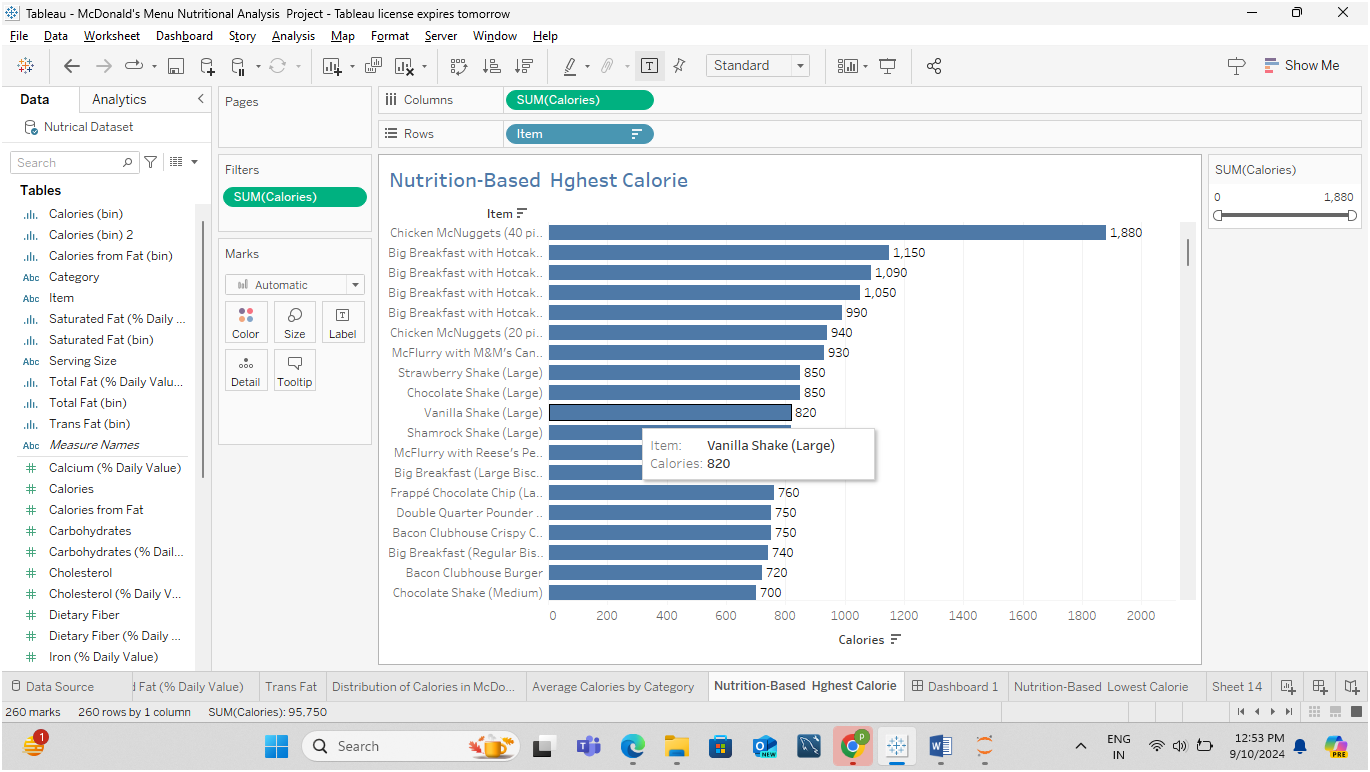 Tableau - McDonald's Menu Nutritional Analysis  Project - Tableau license expires tomorrow
File Data Worksheet Dashboard Story Analysis Map Format Server Window Help
Standard
Show Me
Data Analytics
Nutrical Dataset
Search
Tables
Calories (bin)
Calories (bin) 2
Calories from Fat (bin)
Abc Category
Abc Item
Saturated Fat (% Daily ...
Saturated Fat (bin)
Abc Serving Size
Total Fat (% Daily Valu...
Total Fat (bin)
Trans Fat (bin)
Abc Measure Names
# Calcium (% Daily Value)
# Calories
# Calories from Fat
# Carbohydrates
# Carbohydrates (% Dail...
# Cholesterol
# Cholesterol (% Daily V...
# Dietary Fiber
# Dietary Fiber (% Daily ...
# Iron (% Daily Value)
Pages
Filters
SUM(Calories)
Marks
Automatic
Color Size Label
Detail Tooltip
Columns SUM(Calories)
Rows Item
Nutrition-Based  Hghest Calorie
Item
Chicken McNuggets (40 pi.. 1,880
Big Breakfast with Hotcak.. 1,150
Big Breakfast with Hotcak.. 1,090
Big Breakfast with Hotcak.. 1,050
Big Breakfast with Hotcak.. 990
Chicken McNuggets (20 pi.. 940
McFlurry with M&M's Can.. 930
Strawberry Shake (Large) 850
Chocolate Shake (Large) 850
Vanilla Shake (Large) 820
Shamrock Shake (Large)
McFlurry with Reese's Pe..
Big Breakfast (Large Bisc..
Frappé Chocolate Chip (La.. 760
Double Quarter Pounder .. 750
Bacon Clubhouse Crispy C.. 750
Big Breakfast (Regular Bis.. 740
Bacon Clubhouse Burger 720
Chocolate Shake (Medium) 700
Item: Vanilla Shake (Large)
Calories: 820
0 200 400 600 800 1000 1200 1400 1600 1800 2000
Calories
SUM(Calories)
0 1,880
Data Source d Fat (% Daily Value) Trans Fat Distribution of Calories in McDo... Average Calories by Category Nutrition-Based  Hghest Calorie Dashboard 1 Nutrition-Based  Lowest Calorie Sheet 14
260 marks 260 rows by 1 column SUM(Calories): 95,750
1
Search
NEW
P
ENG
IN
12:53 PM
9/10/2024
PRE